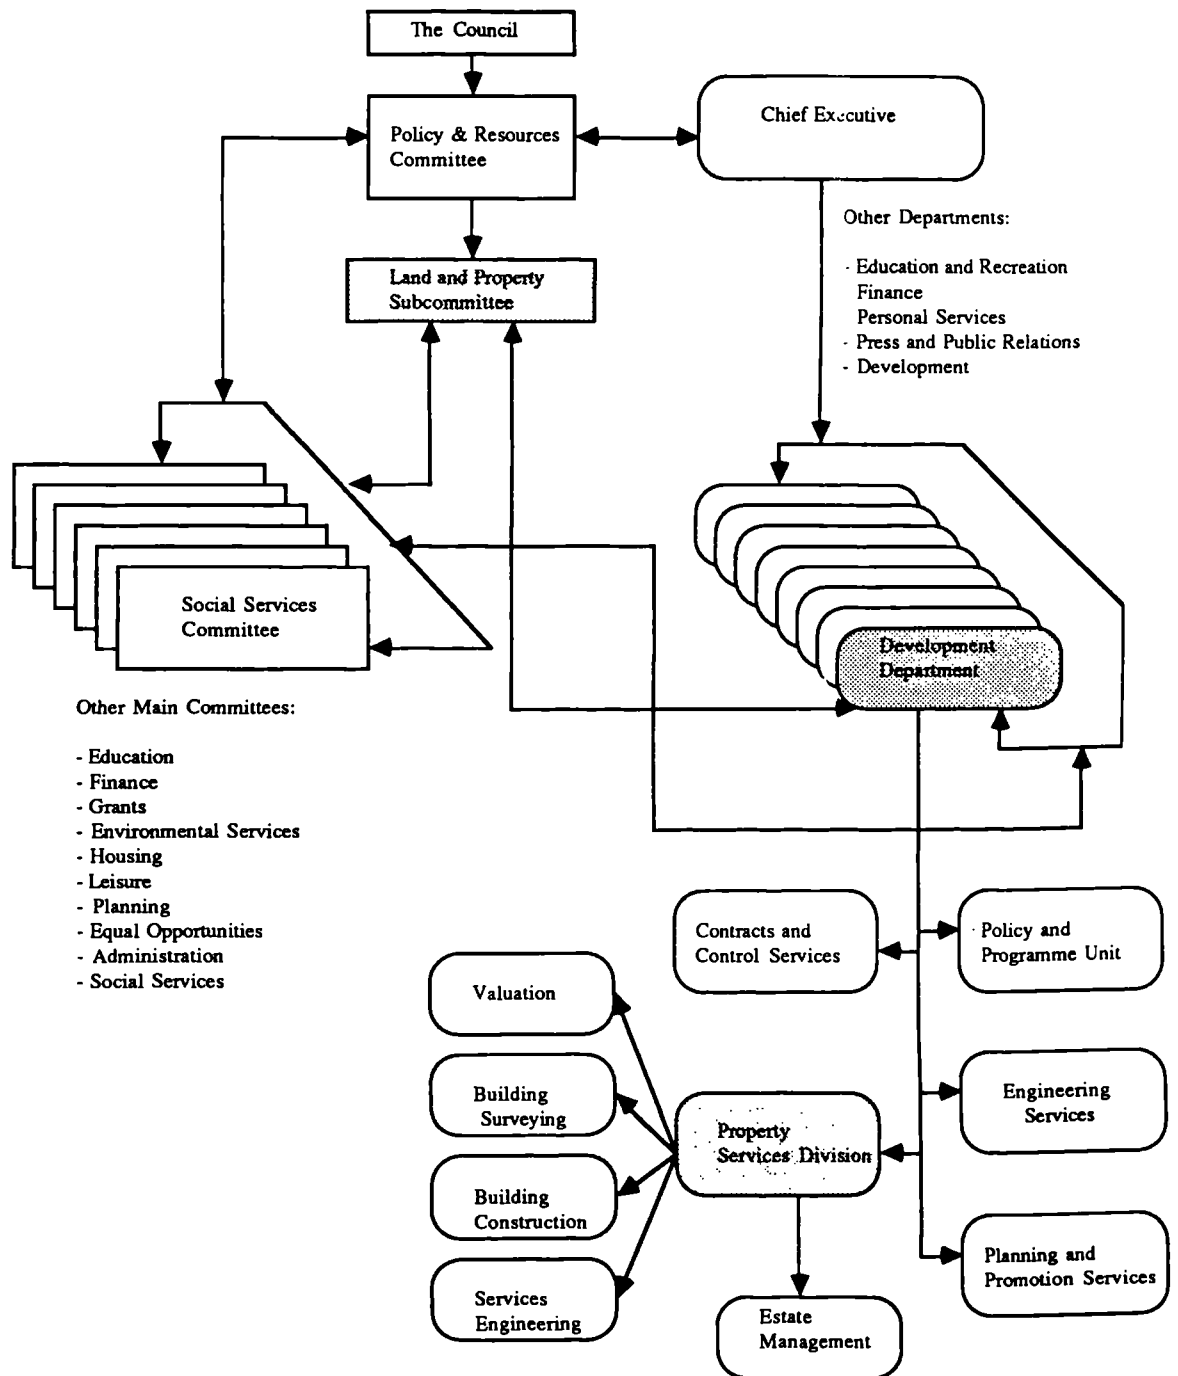 The Council
Policy & Resources
Committee
Chief Executive
Land and Property
Subcommittee
Other Departments:
- Education and Recreation
Finance
Personal Services
- Press and Public Relations
- Development
Social Services
Committee
Development
Department
Other Main Committees:
- Education
- Finance
- Grants
- Environmental Services
- Housing
- Leisure
- Planning
- Equal Opportunities
- Administration
- Social Services
Contracts and
Control Services
Policy and
Programme Unit
Valuation
Building
Surveying
Engineering
Services
Property
Services Division
Building
Construction
Planning and
Promotion Services
Services
Engineering
Estate
Management